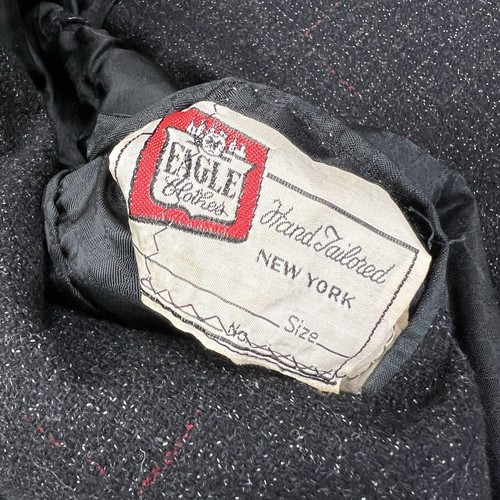 EAGLE
Clothes
Hand Tailored
NEW YORK
Size
No.